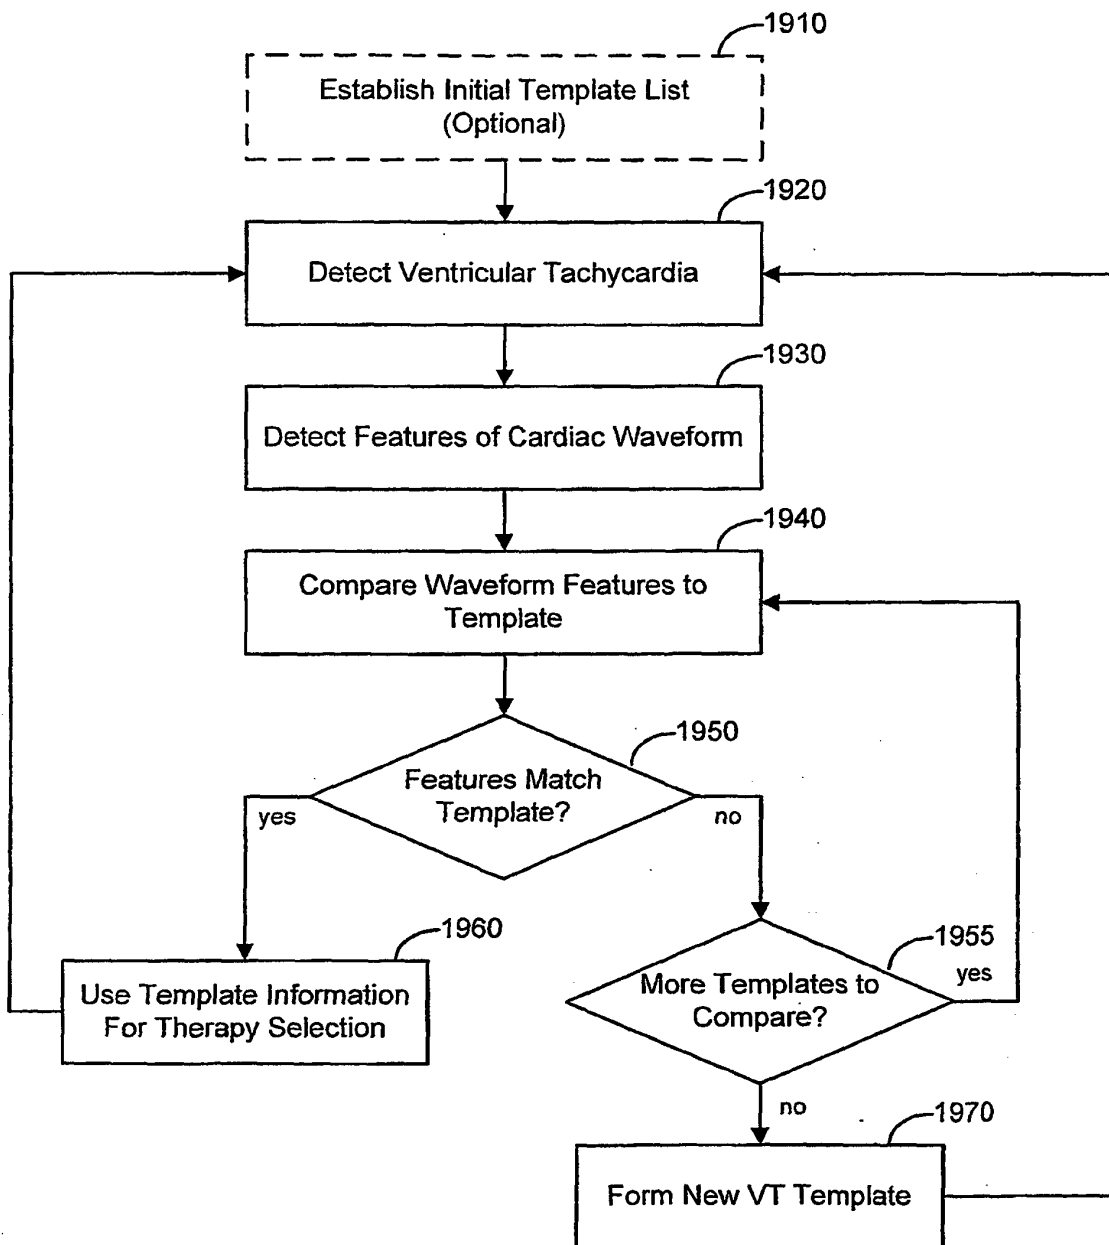 1910
Establish Initial Template List
(Optional)
1920
Detect Ventricular Tachycardia
1930
Detect Features of Cardiac Waveform
1940
Compare Waveform Features to
Template
1950
Features Match
Template?
yes
no
1960
Use Template Information
For Therapy Selection
1955
More Templates to
Compare?
yes
no
1970
Form New VT Template